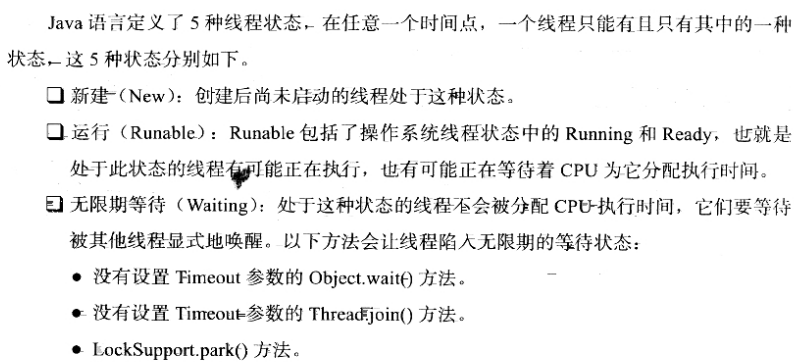 Java 语言定义了 5 种线程状态，在任意一个时间点，一个线程只能有且只有其中的一种
状态，这 5 种状态分别如下。
❑ 新建（New）：创建后尚未启动的线程处于这种状态。
❑ 运行（Runable）：Runable 包括了操作系统线程状态中的 Running 和 Ready，也就是
处于此状态的线程有可能正在执行，也有可能正在等待着 CPU 为它分配执行时间。
❑ 无限期等待（Waiting）：处于这种状态的线程不会被分配 CPU 执行时间，它们要等待
被其他线程显式地唤醒。以下方法会让线程陷入无限期的等待状态：
● 没有设置 Timeout 参数的 Object.wait() 方法。
● 没有设置 Timeout 参数的 Thread.join() 方法。
● LockSupport.park() 方法。